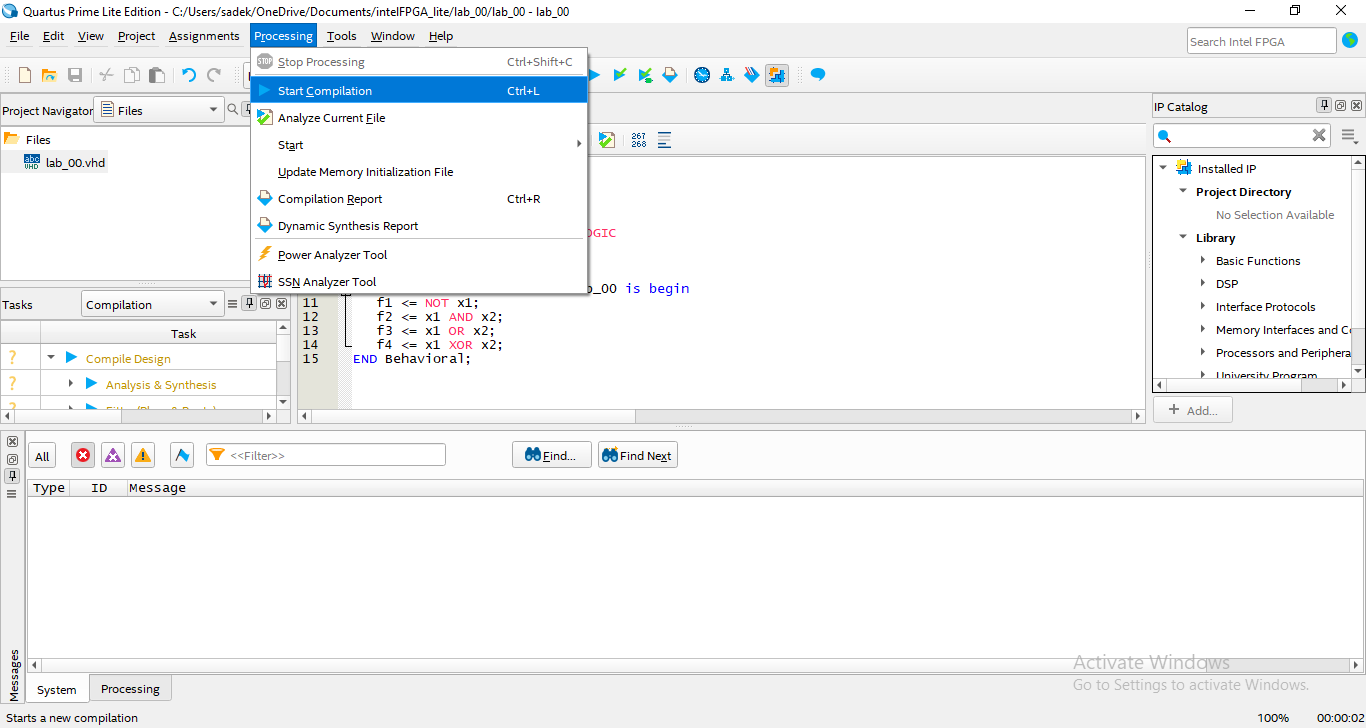 Quartus Prime Lite Edition - C:/Users/sadek/OneDrive/Documents/intelFPGA_lite/lab_00/lab_00 - lab_00
File Edit View Project Assignments Processing Tools Window Help
Search Intel FPGA
STOP Stop Processing Ctrl+Shift+C
Start Compilation Ctrl+L
Analyze Current File
Start
Update Memory Initialization File
Compilation Report Ctrl+R
Dynamic Synthesis Report
Power Analyzer Tool
SSN Analyzer Tool
Project Navigator Files
Files
abc VHD lab_00.vhd
267
268
OGIC
_00 is begin
11 f1 <= NOT x1;
12 f2 <= x1 AND x2;
13 f3 <= x1 OR x2;
14 f4 <= x1 XOR x2;
15 END Behavioral;
Tasks Compilation
Task
? Compile Design
? Analysis & Synthesis
IP Catalog
Installed IP
Project Directory
No Selection Available
Library
Basic Functions
DSP
Interface Protocols
Memory Interfaces and C
Processors and Periphera
University Program
+ Add...
All <<Filter>> Find... Find Next
Type ID Message
Messages
System Processing
Activate Windows
Go to Settings to activate Windows.
Starts a new compilation 100% 00:00:02